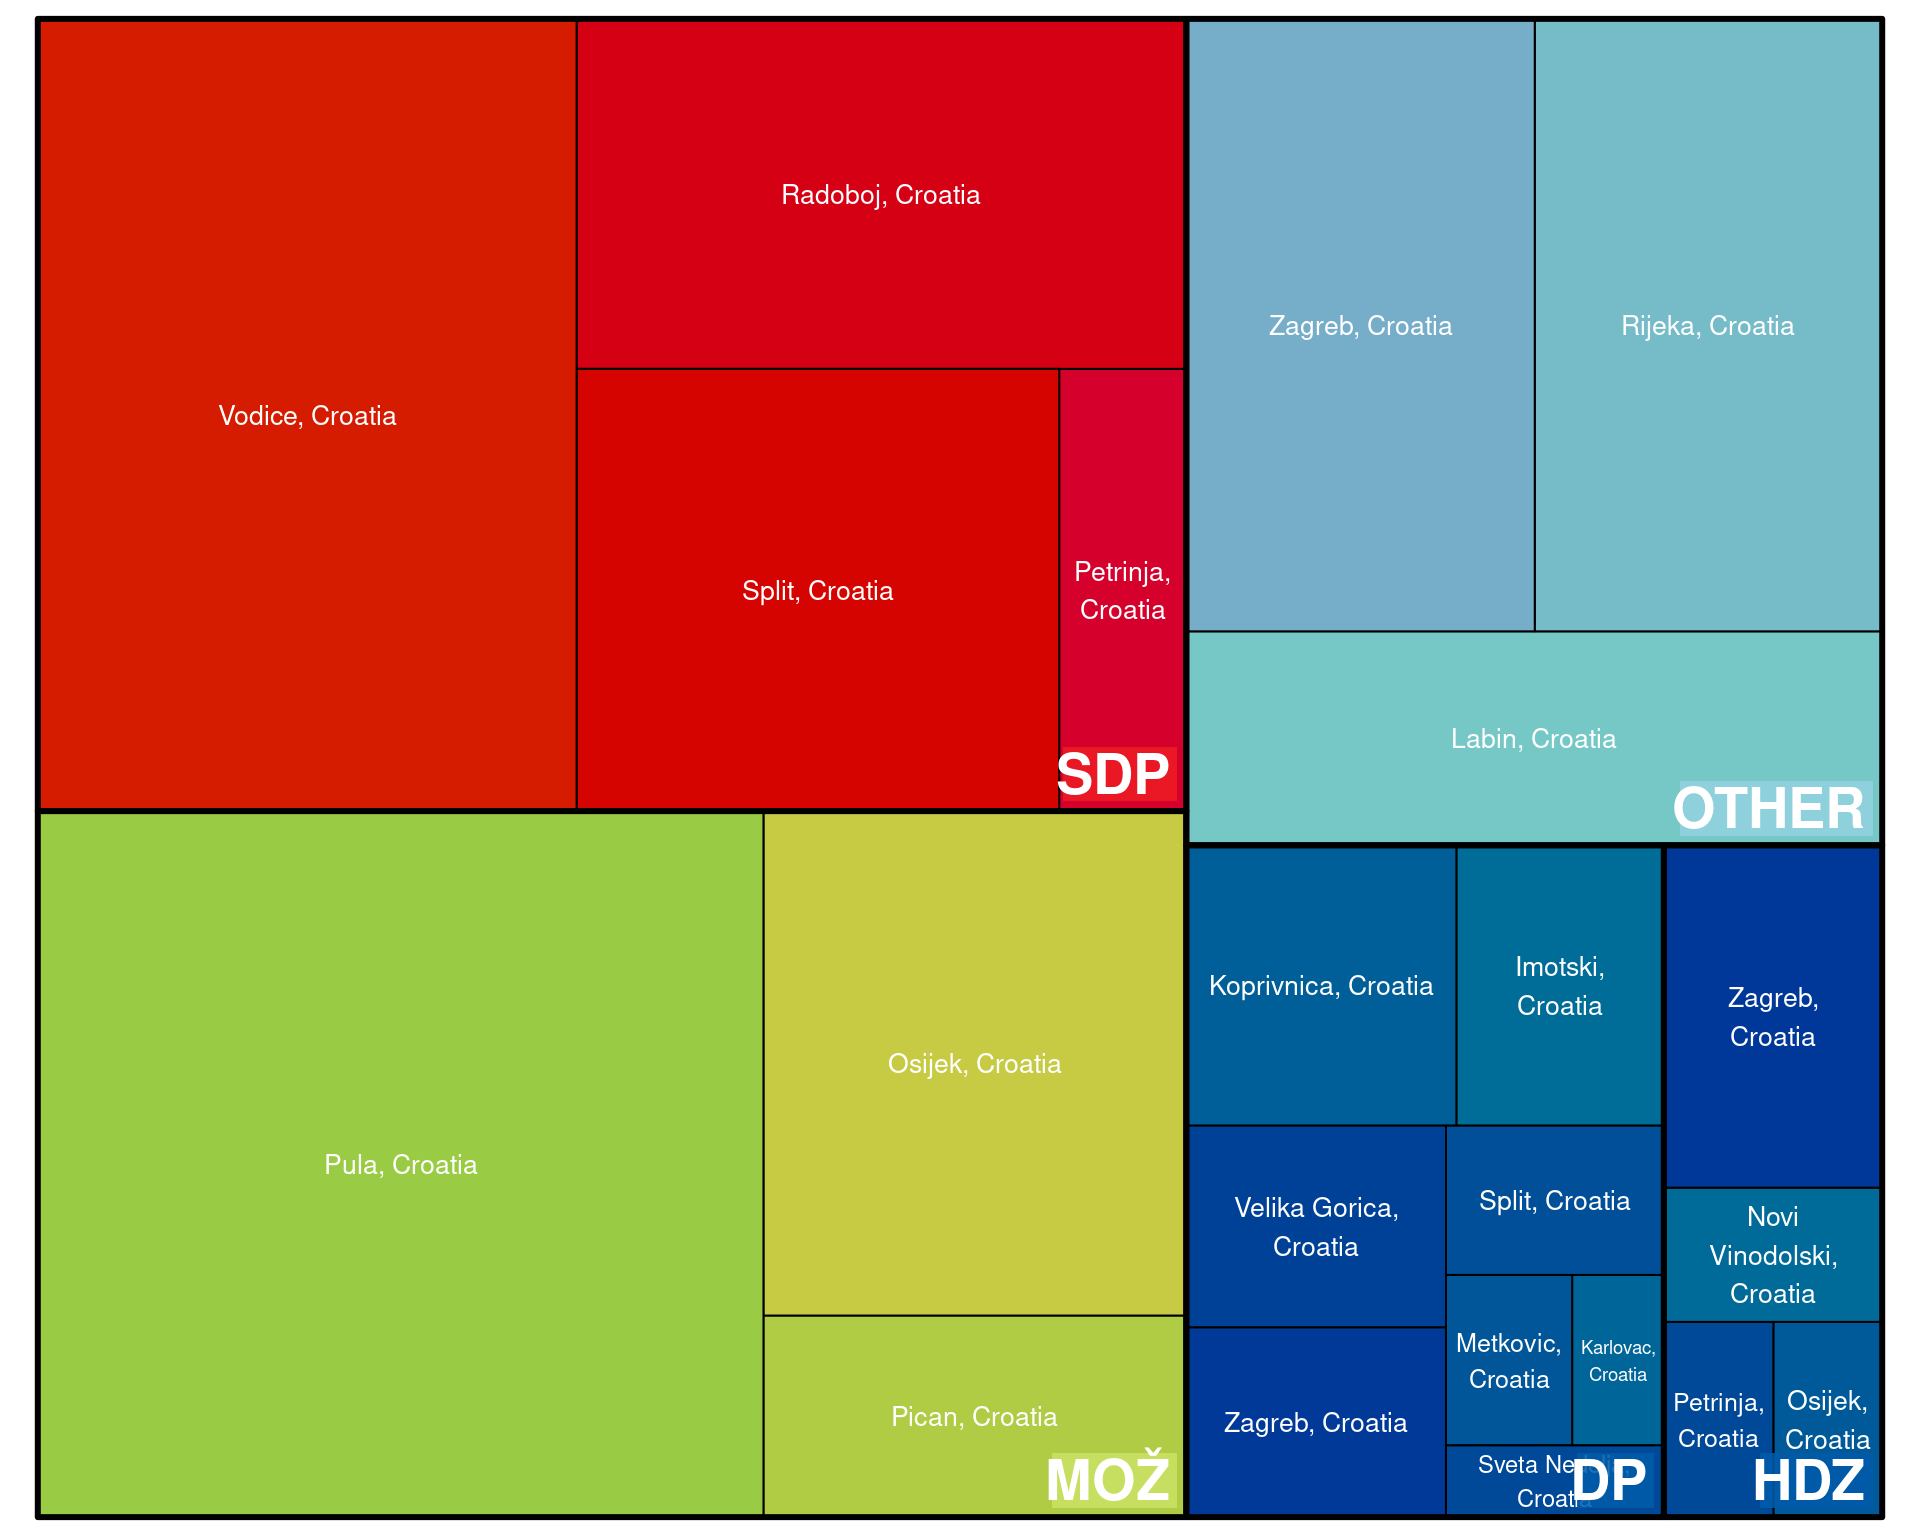 Vodice, Croatia
Radoboj, Croatia
Split, Croatia
Petrinja,
Croatia
SDP
Zagreb, Croatia
Rijeka, Croatia
Labin, Croatia
OTHER
Pula, Croatia
Osijek, Croatia
Pican, Croatia
MOŽ
Koprivnica, Croatia
Imotski,
Croatia
Velika Gorica,
Croatia
Split, Croatia
Zagreb, Croatia
Metkovic,
Croatia
Karlovac,
Croatia
Sveta
Croatia
DP
Zagreb,
Croatia
Novi
Vinodolski,
Croatia
Petrinja,
Croatia
Osijek,
Croatia
HDZ